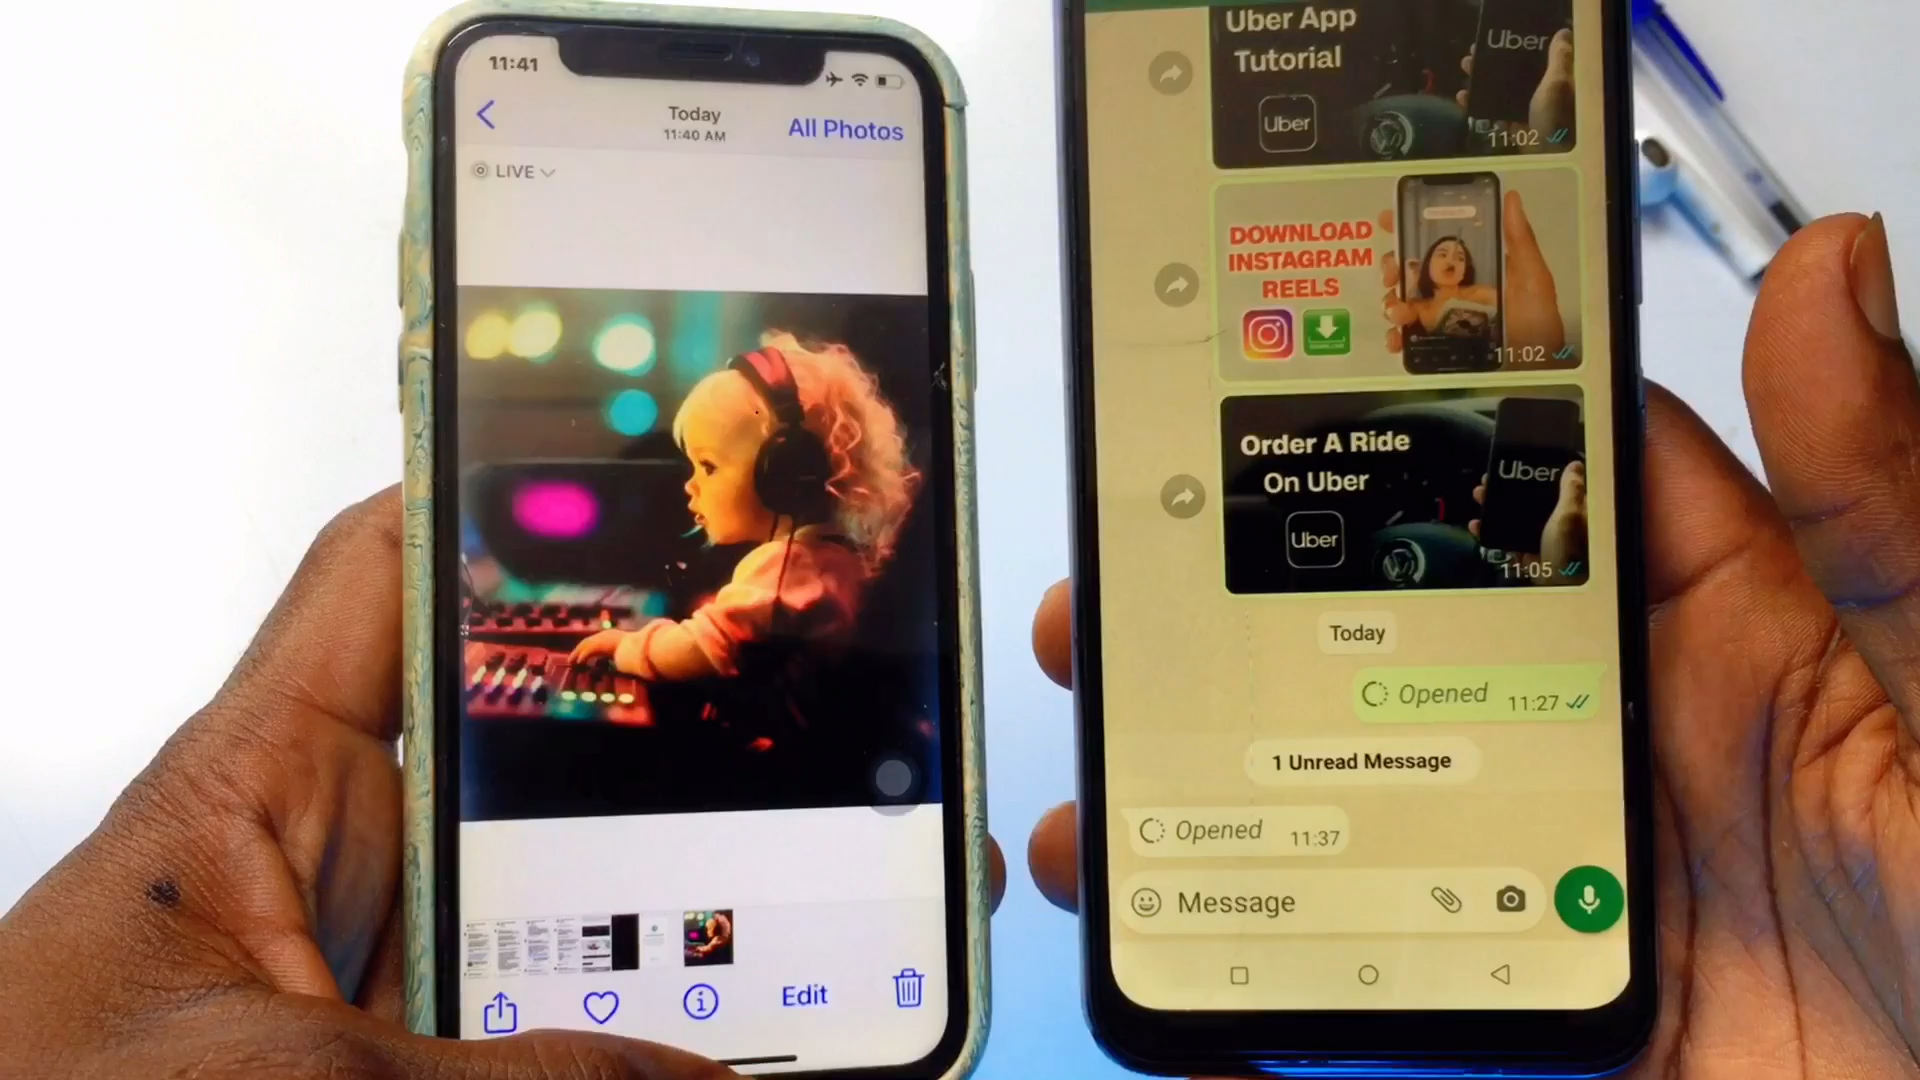 11:41
Today
11:40 AM
All Photos
LIVE
Edit
Uber App
Tutorial
Uber
Uber
11:02
DOWNLOAD
INSTAGRAM
REELS
11:02
Order A Ride
On Uber
Uber
Uber
11:05
Today
Opened 11:27
1 Unread Message
Opened 11:37
Message